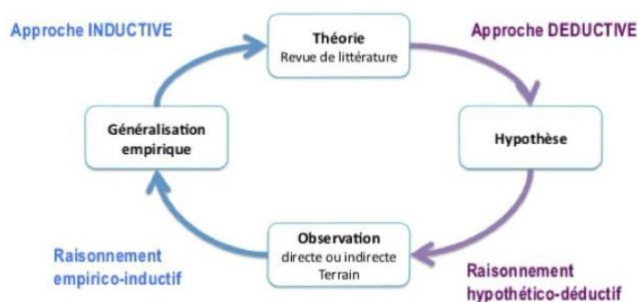 Approche INDUCTIVE
Théorie
Revue de littérature
Approche DEDUCTIVE
Généralisation
empirique
Hypothèse
Observation
directe ou indirecte
Terrain
Raisonnement
empirico-inductif
Raisonnement
hypothético-déductif